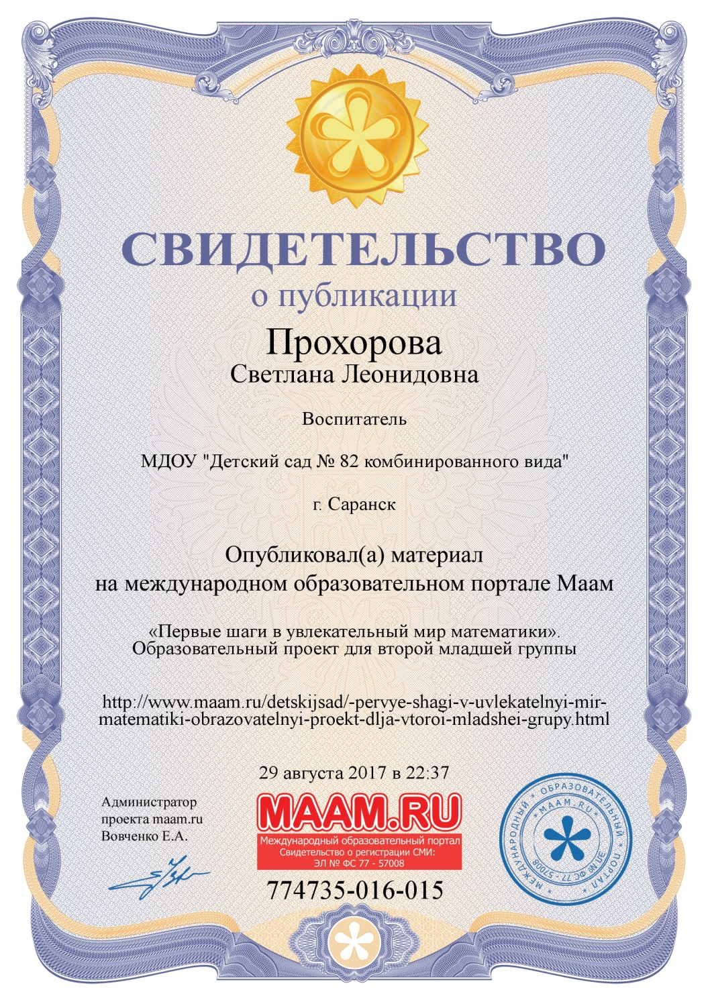 СВИДЕТЕЛЬСТВО
о публикации
Прохорова
Светлана Леонидовна
Воспитатель
МДОУ "Детский сад № 82 комбинированного вида"
г. Саранск
Опубликовал(а) материал
на международном образовательном портале Маам
«Первые шаги в увлекательный мир математики».
Образовательный проект для второй младшей группы
http://www.maam.ru/detskijsad/-pervye-shagi-v-uvlekatelnyi-mir-
matematiki-obrazovatelnyi-proekt-dlja-vtoroi-mladshei-grupy.html
29 августа 2017 в 22:37
Администратор
проекта maam.ru
Вовченко Е.А.
MAAM.RU
Международный образовательный портал
Свидетельство о регистрации СМИ:
ЭЛ № ФС 77 - 57008
774735-016-015
* МЕЖДУНАРОДНЫЙ * ОБРАЗОВАТЕЛЬНЫЙ * ПОРТАЛ *
* MAAM.RU *
ЭЛ № ФС 77 - 57008